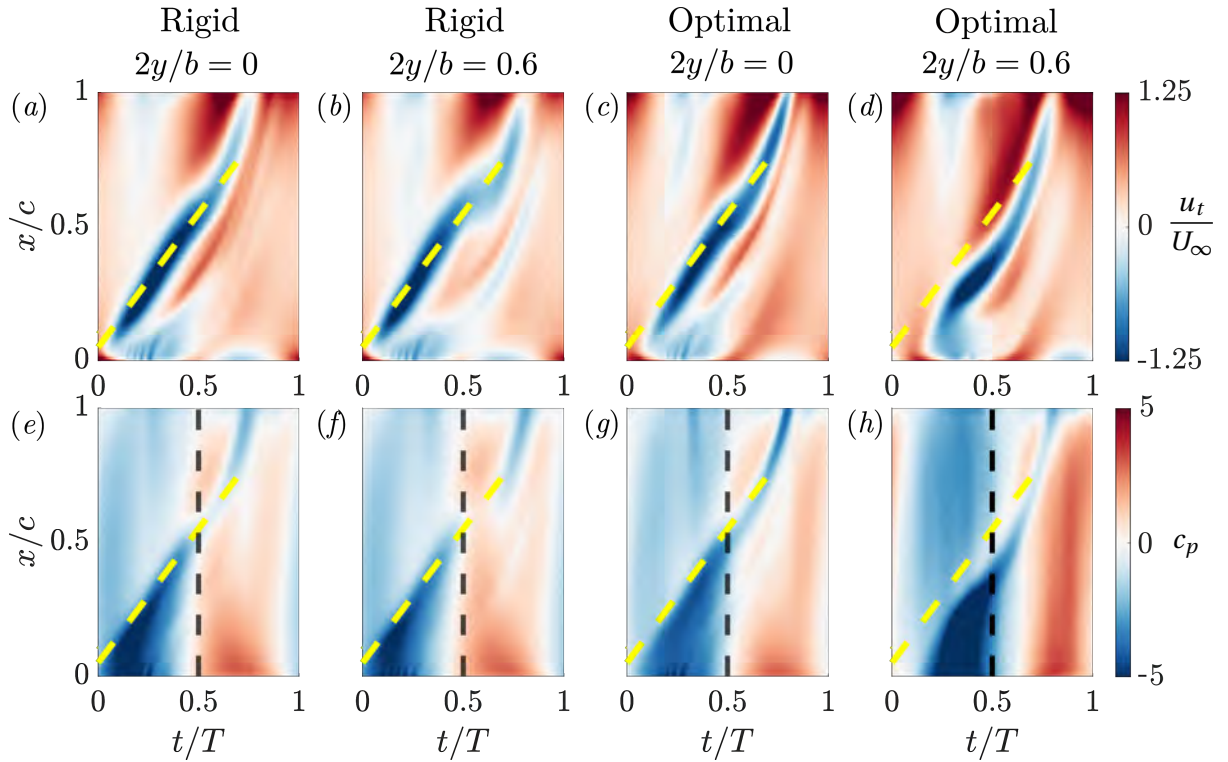 Rigid Rigid Optimal Optimal
2y/b = 0 2y/b = 0.6 2y/b = 0 2y/b = 0.6
(a) (b) (c) (d)
1 0.5 0
x/c
0 0.5 1 0 0.5 1 0 0.5 1 0 0.5 1
1.25
0
-1.25
u_t/U_∞
(e) (f) (g) (h)
1 0.5 0
x/c
0 0.5 1 0 0.5 1 0 0.5 1 0 0.5 1
5
0
-5
c_p
t/T t/T t/T t/T